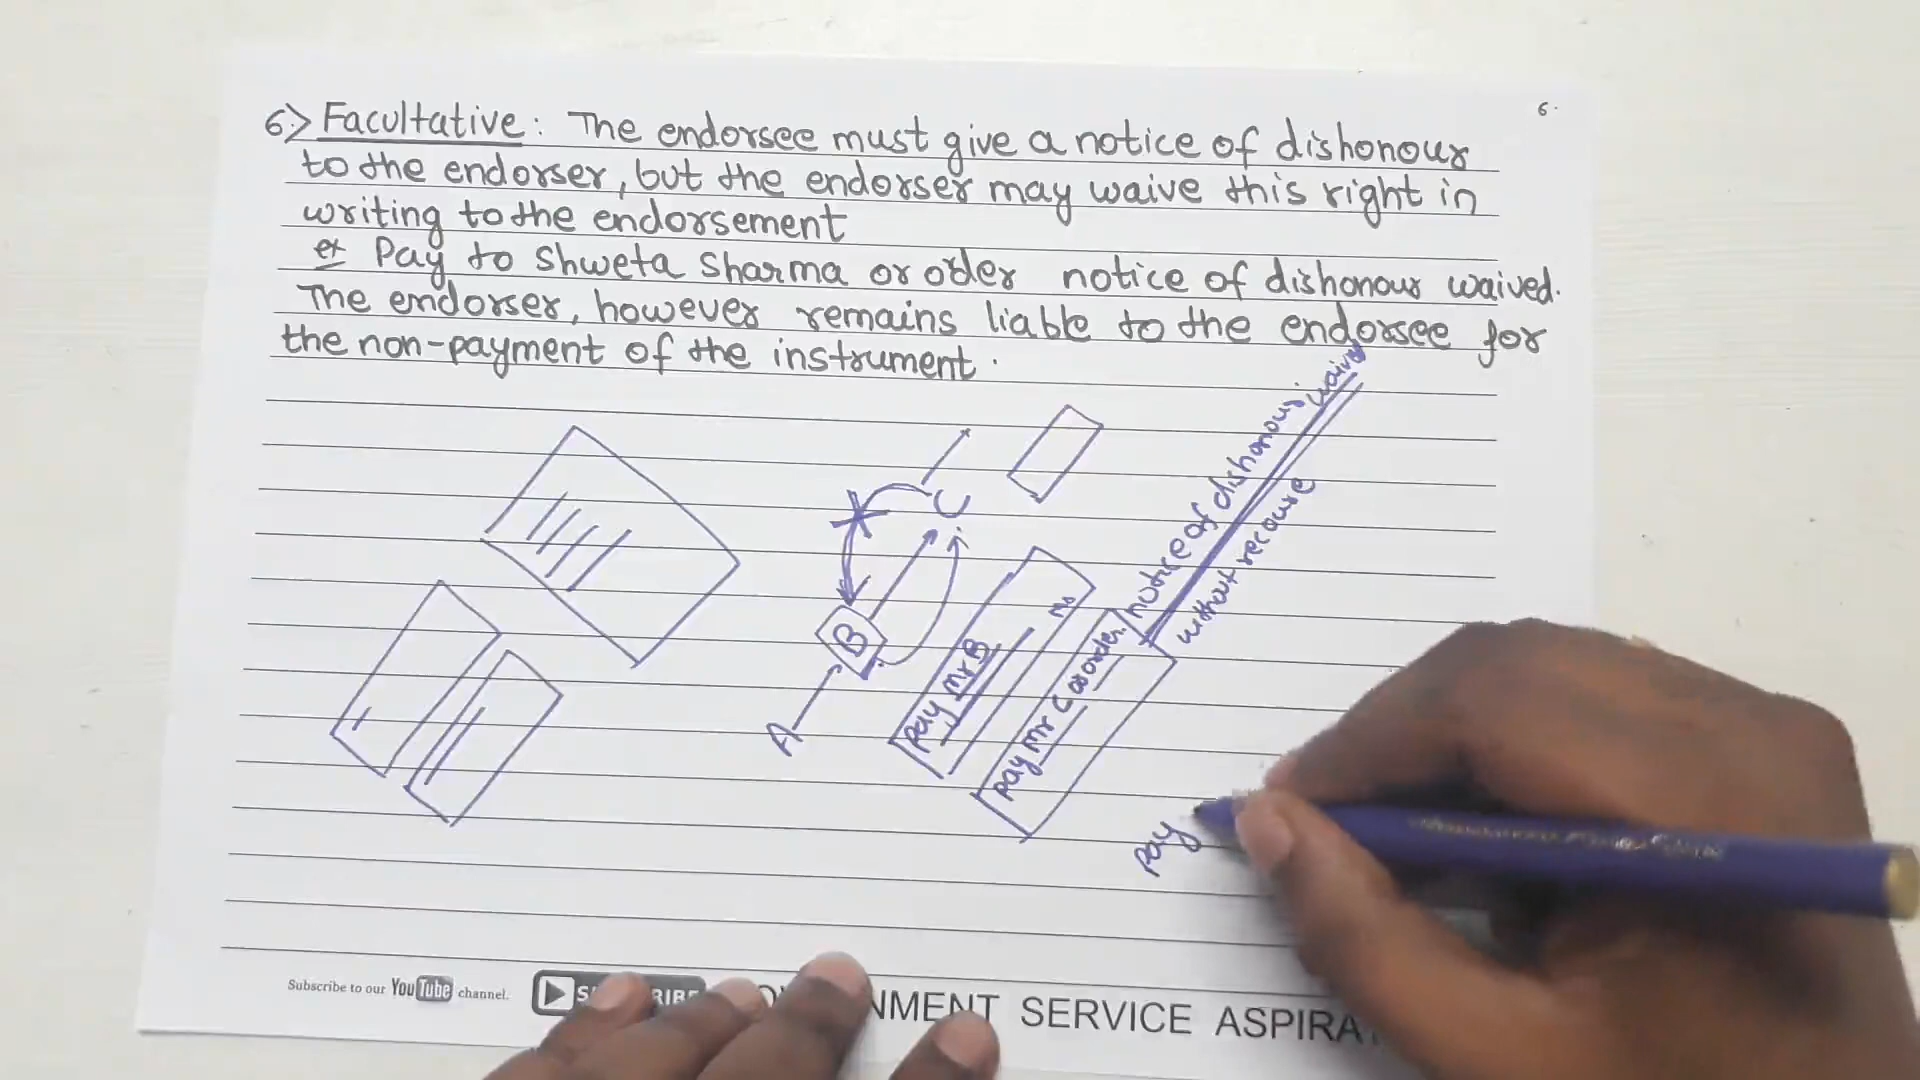 6.
6> Facultative : The endorsee must give a notice of dishonour
to the endorser, but the endorser may waive this right in
writing to the endorsement
ex Pay to Shweta Sharma or order notice of dishonour waived.
The endorser, however remains liable to the endorsee for
the non-payment of the instrument.
C
B
A
Pay Mr B
Pay Mr C or order. notice of dishonour
without recourse
Pay
Subscribe to our YouTube channel.
NMENT SERVICE